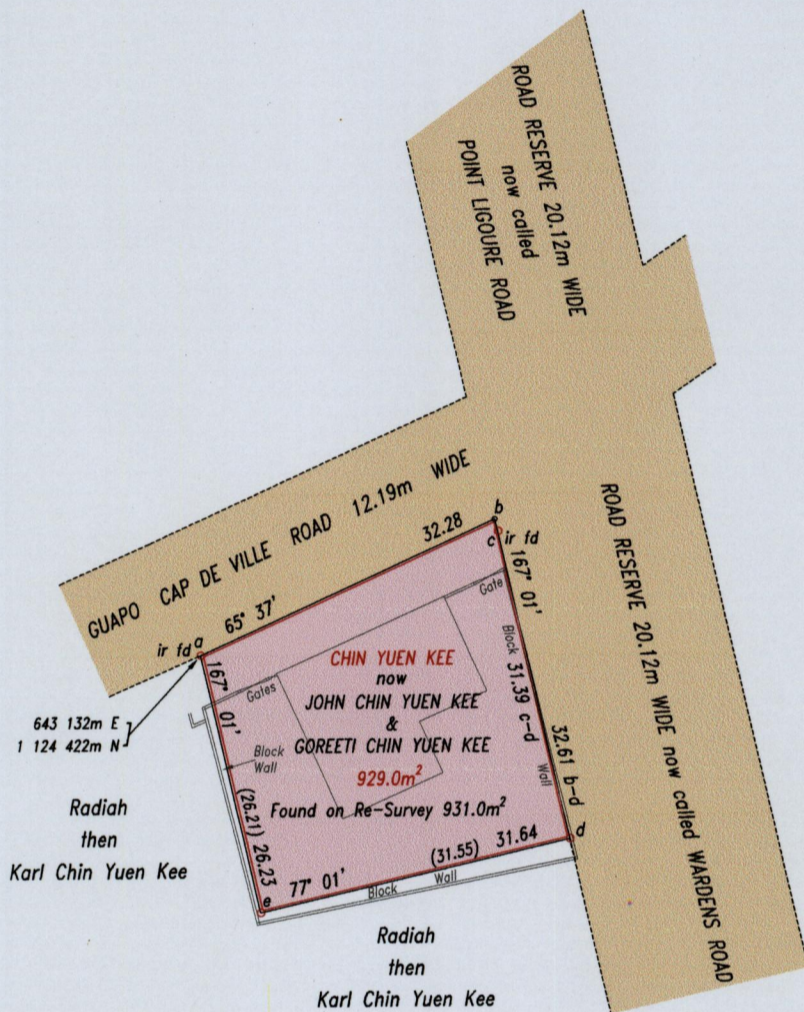 ROAD RESERVE 20.12m WIDE
now called
POINT LIGOURE ROAD
GUAPO CAP DE VILLE ROAD 12.19m WIDE
32.28
b
c ir fd
65° 37'
ir fd a
167° 01'
167° 01'
Gate
Gates
Block 31.39 c-d
Wall
32.61 b-d
ROAD RESERVE 20.12m WIDE now called WARDENS ROAD
CHIN YUEN KEE
now
JOHN CHIN YUEN KEE
&
GOREETI CHIN YUEN KEE
929.0m²
Found on Re-Survey 931.0m²
643 132m E
1 124 422m N
Block
Wall
(26.21) 26.23
Radiah
then
Karl Chin Yuen Kee
e
77° 01'
(31.55) 31.64
d
Block Wall
Radiah
then
Karl Chin Yuen Kee